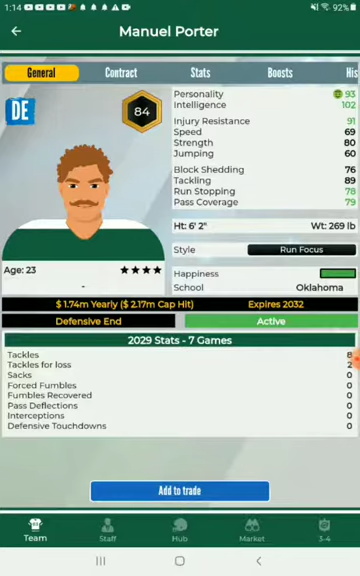 1:14
92%
Manuel Porter
General Contract Stats Boosts His
DE
84
Personality 93
Intelligence 102
Injury Resistance 91
Speed 69
Strength 80
Jumping 60
Block Shedding 76
Tackling 89
Run Stopping 78
Pass Coverage 79
Ht: 6' 2" Wt: 269 lb
Style Run Focus
Age: 23
-
Happiness
School Oklahoma
$ 1.74m Yearly ($ 2.17m Cap Hit) Expires 2032
Defensive End Active
2029 Stats - 7 Games
Tackles 8
Tackles for loss 2
Sacks 0
Forced Fumbles 0
Fumbles Recovered 0
Pass Deflections 0
Interceptions 0
Defensive Touchdowns 0
Add to trade
Team Staff Hub Market 3-4